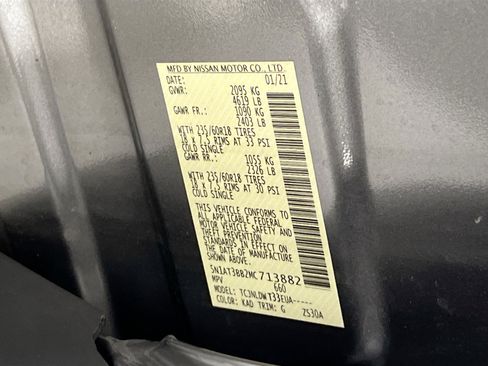 MFD BY NISSAN MOTOR CO., LTD.
DATE: 01/21
GVWR: 2095 KG
4619 LB
GAWR FR.: 1090 KG
2403 LB
WITH 235/60R18 TIRES
18 X 7.5 RIMS AT 33 PSI
COLD SINGLE
GAWR RR.: 1055 KG
2326 LB
WITH 235/60R18 TIRES
18 X 7.5 RIMS AT 30 PSI
COLD SINGLE
THIS VEHICLE CONFORMS TO
ALL APPLICABLE FEDERAL
MOTOR VEHICLE SAFETY AND
THEFT PREVENTION
STANDARDS IN EFFECT ON
THE DATE OF MANUFACTURE
SHOWN ABOVE.
5N1AT3BB2MC713882
MPV 660
MODEL: TCJNLDWT33EUA-----
COLOR: KAD TRIM: G ZS30A